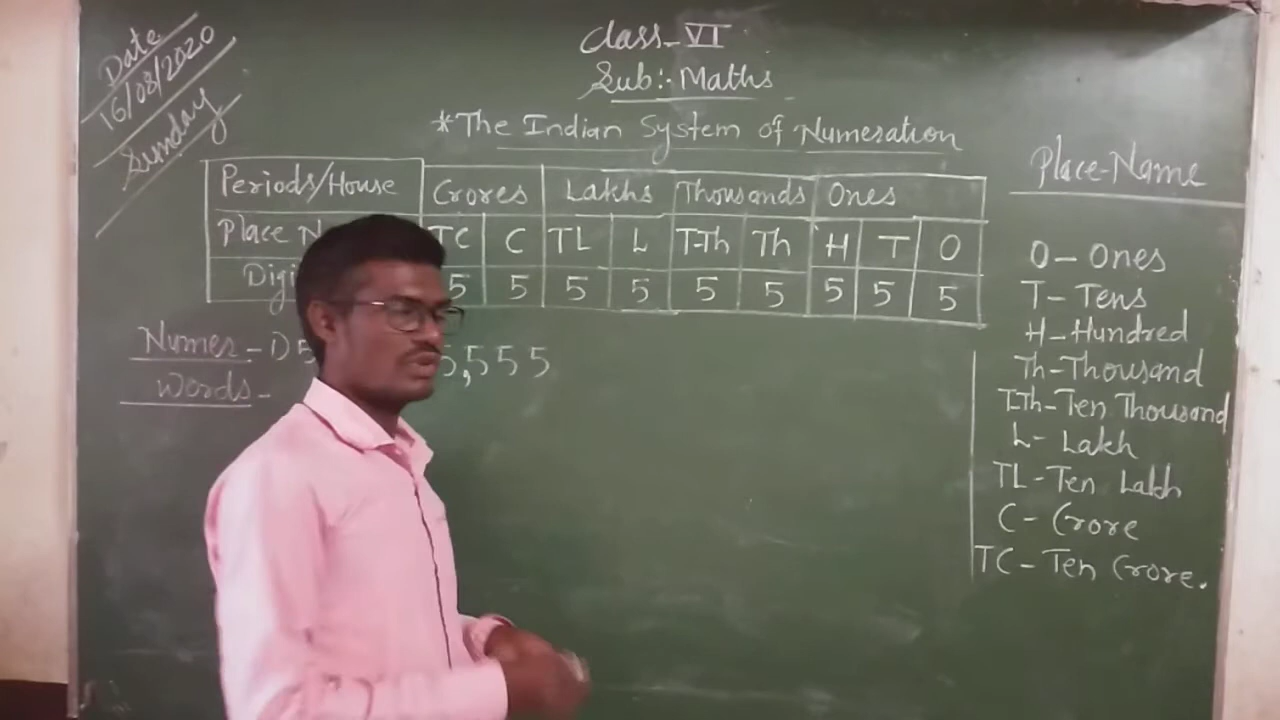 Date
16/08/2020
Sunday
Class-VI
Sub:- Maths
*The Indian System of Numeration
Periods/House Crores Lakhs Thousands Ones
Place TC C TL L T-Th Th H T O
5 5 5 5 5 5 5 5 5
Numer - 5,555
Words -
Place-Name
O - Ones
T - Tens
H - Hundred
Th - Thousand
T-Th - Ten Thousand
L - Lakh
TL - Ten Lakh
C - Crore
TC - Ten Crore.